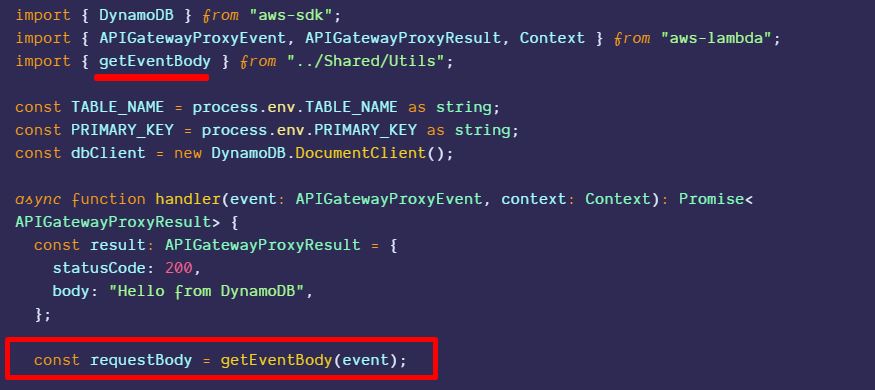 import { DynamoDB } from "aws-sdk";
import { APIGatewayProxyEvent, APIGatewayProxyResult, Context } from "aws-lambda";
import { getEventBody } from "../Shared/Utils";

const TABLE_NAME = process.env.TABLE_NAME as string;
const PRIMARY_KEY = process.env.PRIMARY_KEY as string;
const dbClient = new DynamoDB.DocumentClient();

async function handler(event: APIGatewayProxyEvent, context: Context): Promise<
APIGatewayProxyResult> {
  const result: APIGatewayProxyResult = {
    statusCode: 200,
    body: "Hello from DynamoDB",
  };

  const requestBody = getEventBody(event);